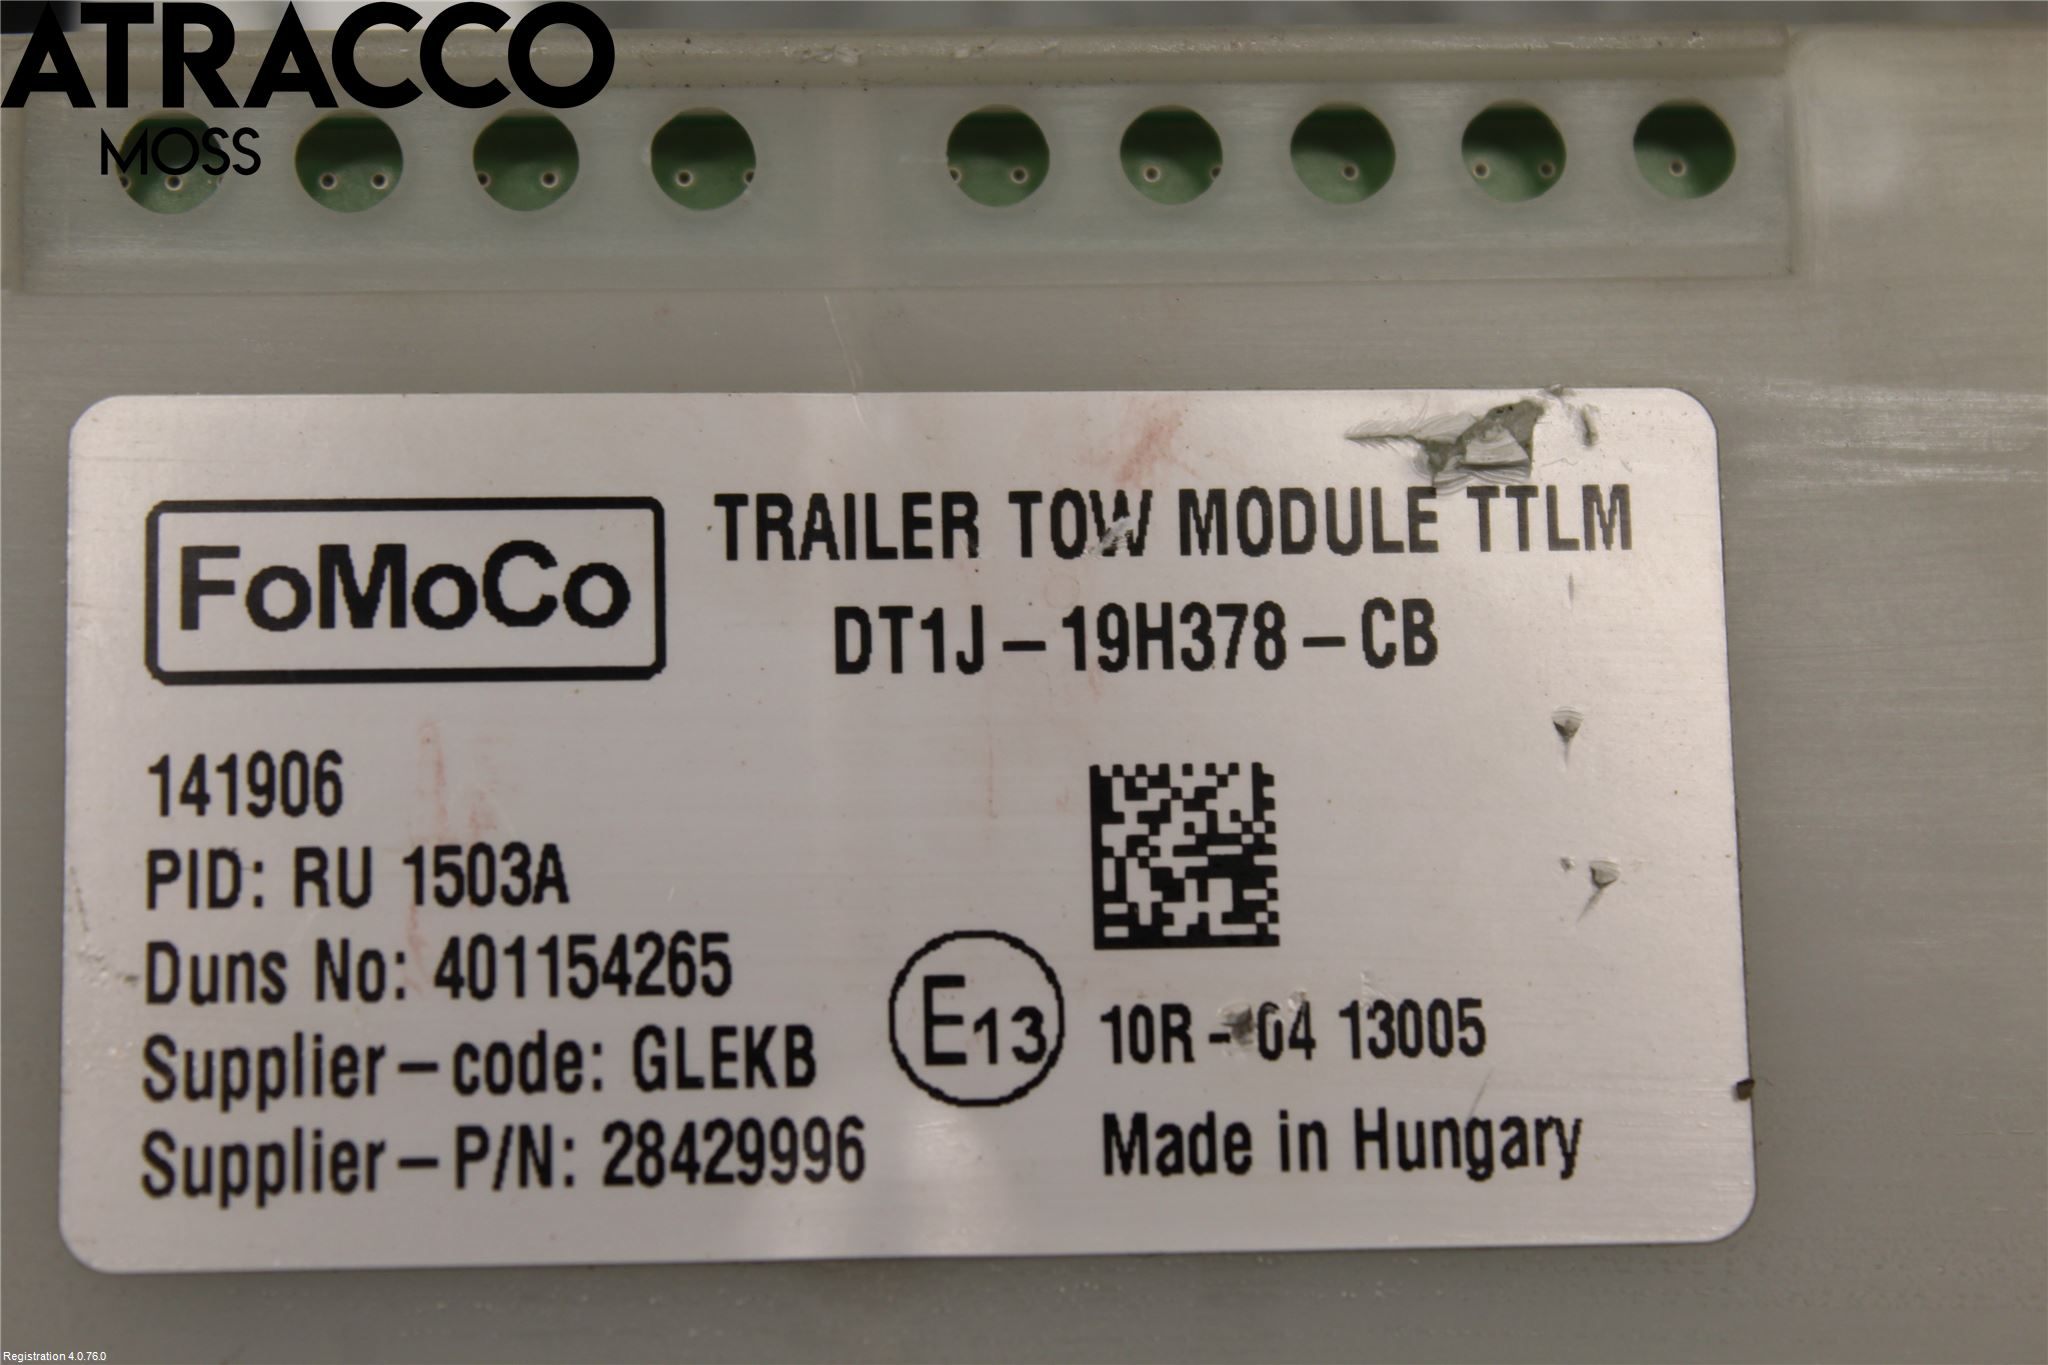 ATRACCO
MOSS
FoMoCo
TRAILER TOW MODULE TTLM
DT1J-19H378-CB
141906
PID: RU 1503A
Duns No: 401154265
Supplier-code: GLEKB
Supplier-P/N: 28429996
E13
10R-04 13005
Made in Hungary
Registration 4.0.76.0